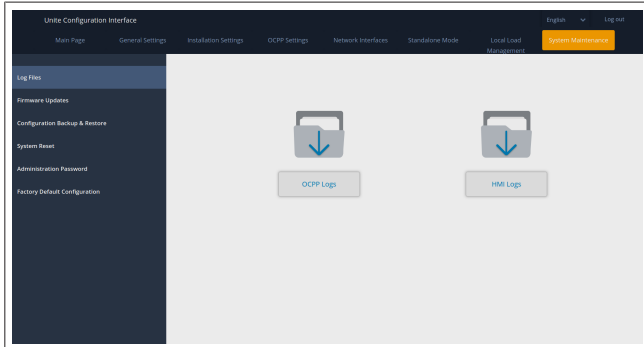 Unite Configuration Interface
English
Log out
Main Page
General Settings
Installation Settings
OCPP Settings
Network Interfaces
Standalone Mode
Local Load
Management
System Maintenance
Log Files
Firmware Updates
Configuration Backup & Restore
System Reset
Administration Password
Factory Default Configuration
OCPP Logs
HMI Logs